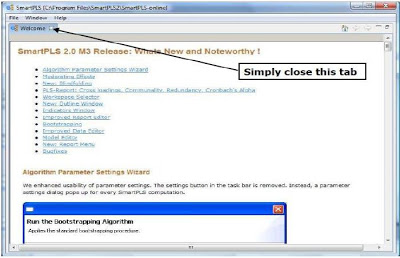 SmartPLS [C:\Program Files\SmartPLS2\SmartPLS-online]
File Window Help
Welcome
SmartPLS 2.0 M3 Release: Whats New and Noteworthy !
Simply close this tab
Algorithm Parameter Settings Wizard
Moderating Effects
New: Blindfolding
PLS-Report: Cross loadings, Communality, Redundancy, Cronbach's Alpha
Workspace Selector
New: Outline Window
Indicators Window
Improved Report Editor
Bootstrapping
Improved Data Editor
Model Editor
New: Report Menu
Bugfixes
Algorithm Parameter Settings Wizard
We enhanced usability of parameter settings. The settings button in the task bar is removed. Instead, a parameter
settings dialog pops up for every SmartPLS computation.
Run the Bootstrapping Algorithm
Applies the standard bootstrapping procedure.